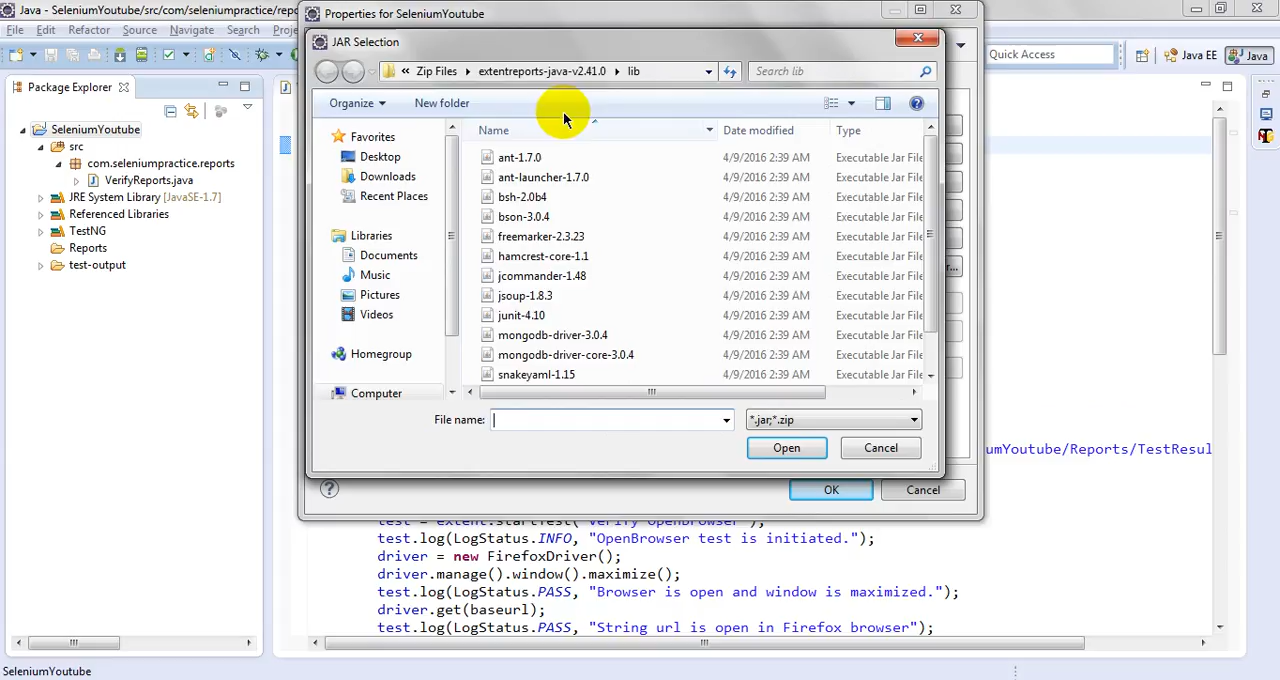 Java - SeleniumYoutube/src/com/seleniumpractice/repo
File Edit Refactor Source Navigate Search Proje
Quick Access
Java EE
Java
Package Explorer
SeleniumYoutube
src
com.seleniumpractice.reports
VerifyReports.java
JRE System Library [JavaSE-1.7]
Referenced Libraries
TestNG
Reports
test-output
Properties for SeleniumYoutube
JAR Selection
« Zip Files extentreports-java-v2.41.0 lib
Search lib
Organize New folder
Favorites
Desktop
Downloads
Recent Places
Libraries
Documents
Music
Pictures
Videos
Homegroup
Computer
Name Date modified Type
ant-1.7.0 4/9/2016 2:39 AM Executable Jar File
ant-launcher-1.7.0 4/9/2016 2:39 AM Executable Jar File
bsh-2.0b4 4/9/2016 2:39 AM Executable Jar File
bson-3.0.4 4/9/2016 2:39 AM Executable Jar File
freemarker-2.3.23 4/9/2016 2:39 AM Executable Jar File
hamcrest-core-1.1 4/9/2016 2:39 AM Executable Jar File
jcommander-1.48 4/9/2016 2:39 AM Executable Jar File
jsoup-1.8.3 4/9/2016 2:39 AM Executable Jar File
junit-4.10 4/9/2016 2:39 AM Executable Jar File
mongodb-driver-3.0.4 4/9/2016 2:39 AM Executable Jar File
mongodb-driver-core-3.0.4 4/9/2016 2:39 AM Executable Jar File
snakeyaml-1.15 4/9/2016 2:39 AM Executable Jar File
File name: *.jar;*.zip
Open Cancel
OK Cancel
umYoutube/Reports/TestResul
test = extent.startTest("Verify OpenBrowser");
test.log(LogStatus.INFO, "OpenBrowser test is initiated.");
driver = new FirefoxDriver();
driver.manage().window().maximize();
test.log(LogStatus.PASS, "Browser is open and window is maximized.");
driver.get(baseurl);
test.log(LogStatus.PASS, "String url is open in Firefox browser");
SeleniumYoutube